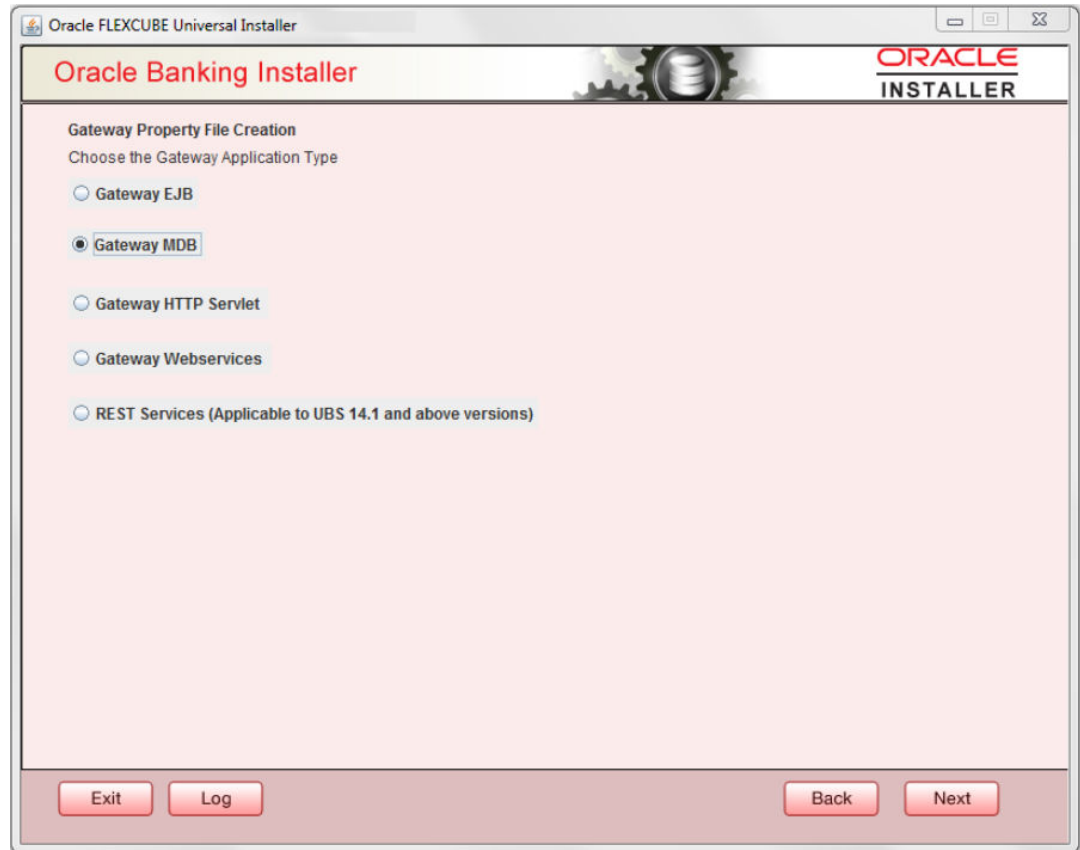 Oracle FLEXCUBE Universal Installer
Oracle Banking Installer
ORACLE
INSTALLER
Gateway Property File Creation
Choose the Gateway Application Type
Gateway EJB
Gateway MDB
Gateway HTTP Servlet
Gateway Webservices
REST Services (Applicable to UBS 14.1 and above versions)
Exit
Log
Back
Next